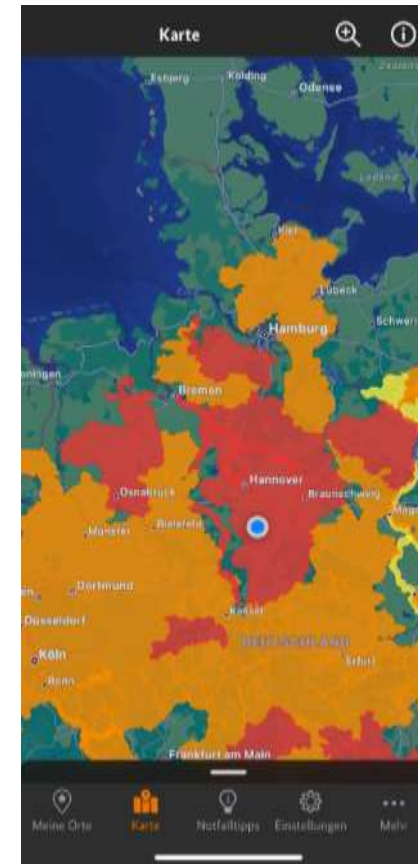 Karte
Esbjerg
Kolding
Odense
Kiel
Lübeck
Hamburg
Schwerin
Bremen
Hannover
Osnabrück
Braunschweig
Münster
Bielefeld
Dortmund
Düsseldorf
Kassel
DEUTSCHLAND
Köln
Erfurt
Bonn
Frankfurt am Main
Meine Orte
Karte
Notfalltipps
Einstellungen
Mehr